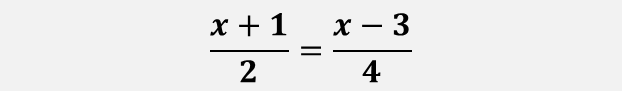 x + 1 / 2 = x − 3 / 4